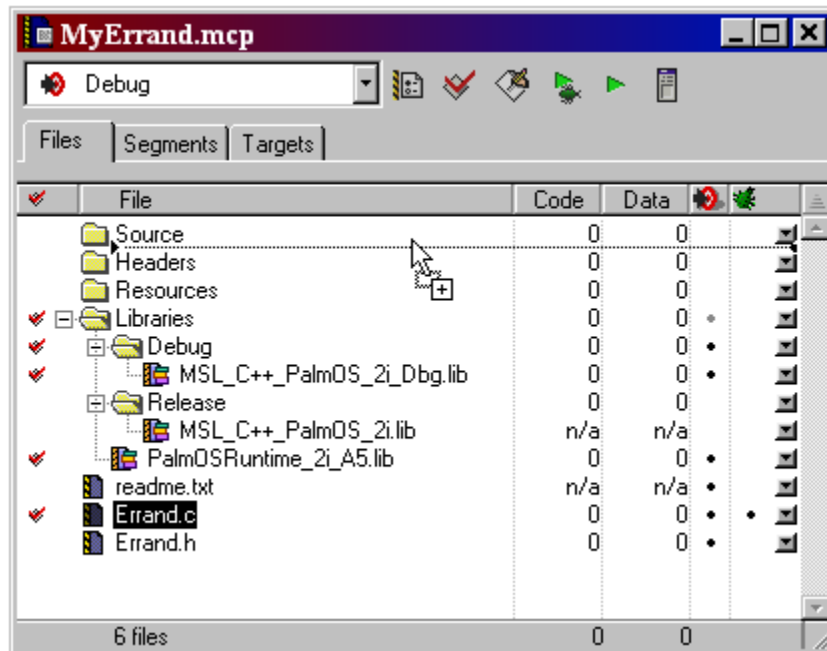 MyErrand.mcp
Debug
Files Segments Targets
File Code Data
Source 0 0
Headers 0 0
Resources 0 0
Libraries 0 0
Debug 0 0
MSL_C++_PalmOS_2i_Dbg.lib 0 0
Release 0 0
MSL_C++_PalmOS_2i.lib n/a n/a
PalmOSRuntime_2i_A5.lib 0 0
readme.txt n/a n/a
Errand.c 0 0
Errand.h 0 0
6 files 0 0